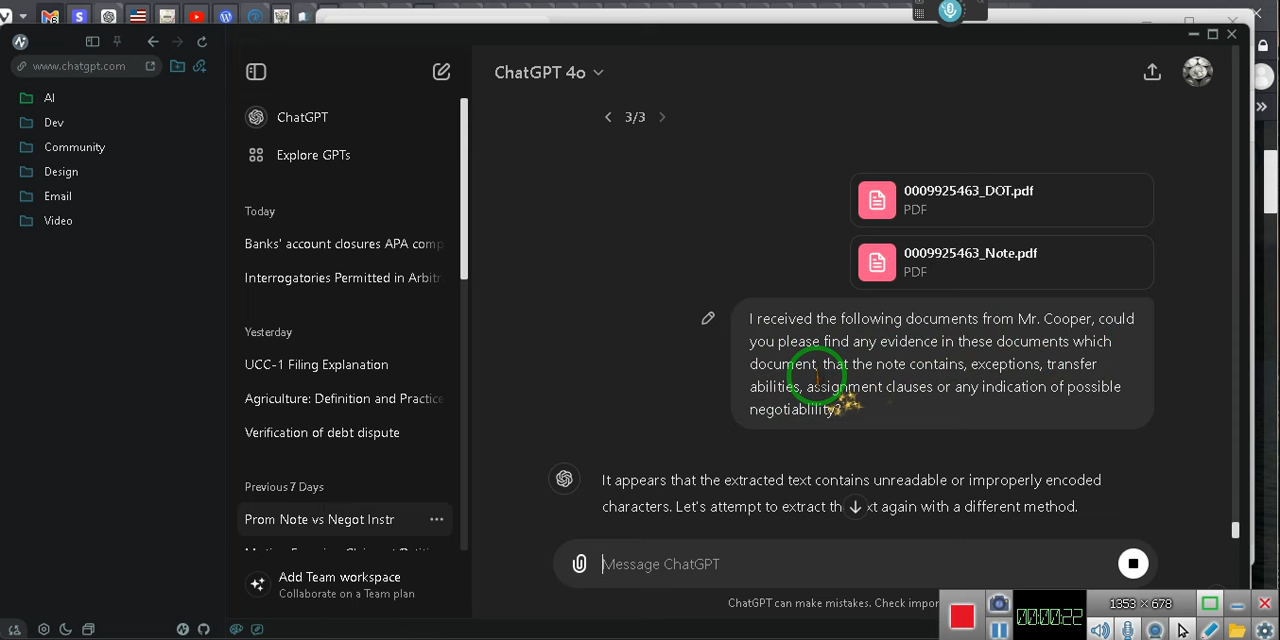 www.chatgpt.com
AI
Dev
Community
Design
Email
Video
ChatGPT
Explore GPTs
Today
Banks' account closures APA comp
Interrogatories Permitted in Arbitr
Yesterday
UCC-1 Filing Explanation
Agriculture: Definition and Practice
Verification of debt dispute
Previous 7 Days
Prom Note vs Negot Instr
Add Team workspace
Collaborate on a Team plan
ChatGPT 4o
3/3
0009925463_DOT.pdf
PDF
0009925463_Note.pdf
PDF
I received the following documents from Mr. Cooper, could
you please find any evidence in these documents which
document, that the note contains, exceptions, transfer
abilities, assignment clauses or any indication of possible
negotiablility?
It appears that the extracted text contains unreadable or improperly encoded
characters. Let's attempt to extract the text again with a different method.
Message ChatGPT
ChatGPT can make mistakes. Check impor
1353 × 678
00:00:22